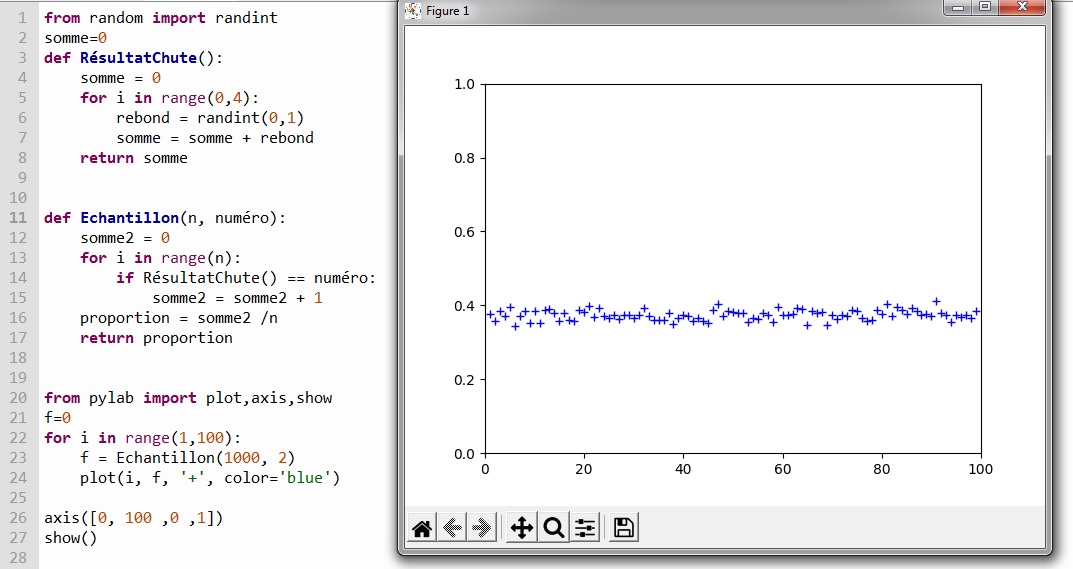 1 from random import randint
2 somme=0
3 def RésultatChute():
4     somme = 0
5     for i in range(0,4):
6         rebond = randint(0,1)
7         somme = somme + rebond
8     return somme
9
10
11 def Echantillon(n, numéro):
12     somme2 = 0
13     for i in range(n):
14         if RésultatChute() == numéro:
15             somme2 = somme2 + 1
16     proportion = somme2 /n
17     return proportion
18
19
20 from pylab import plot,axis,show
21 f=0
22 for i in range(1,100):
23     f = Echantillon(1000, 2)
24     plot(i, f, '+', color='blue')
25
26 axis([0, 100 ,0 ,1])
27 show()
28
Figure 1
1.0
0.8
0.6
0.4
0.2
0.0
0 20 40 60 80 100